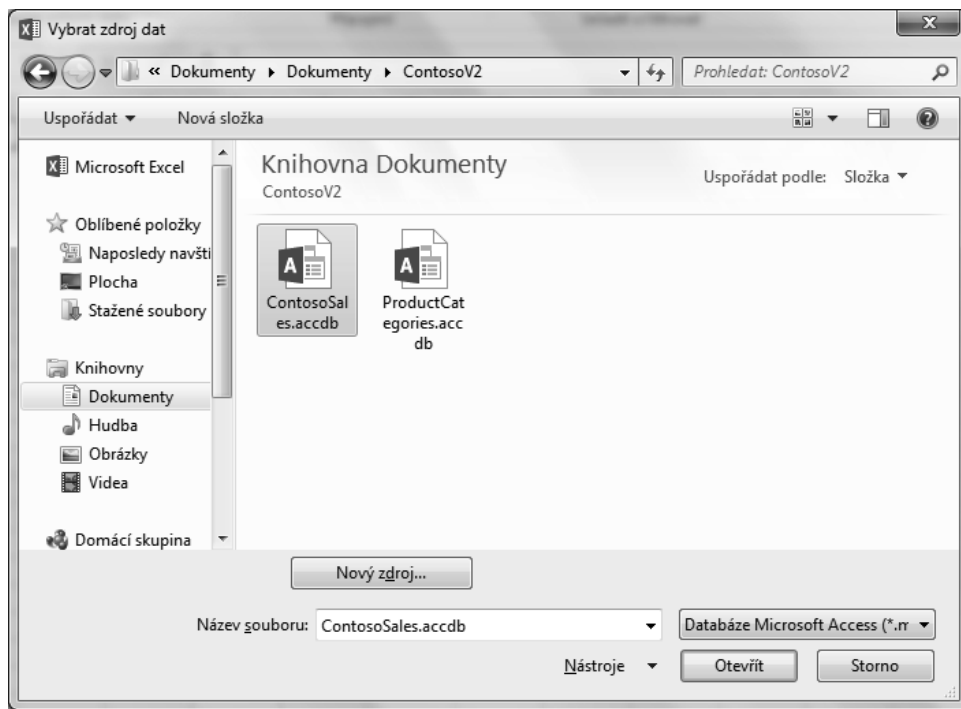 Vybrat zdroj dat
« Dokumenty ▸ Dokumenty ▸ ContosoV2
Prohledat: ContosoV2
Uspořádat
Nová složka
Microsoft Excel
Oblíbené položky
Naposledy navšti
Plocha
Stažené soubory
Knihovny
Dokumenty
Hudba
Obrázky
Videa
Domácí skupina
Knihovna Dokumenty
ContosoV2
Uspořádat podle: Složka
ContosoSal
es.accdb
ProductCat
egories.acc
db
Nový zdroj...
Název souboru: ContosoSales.accdb
Databáze Microsoft Access (*.m
Nástroje
Otevřít
Storno